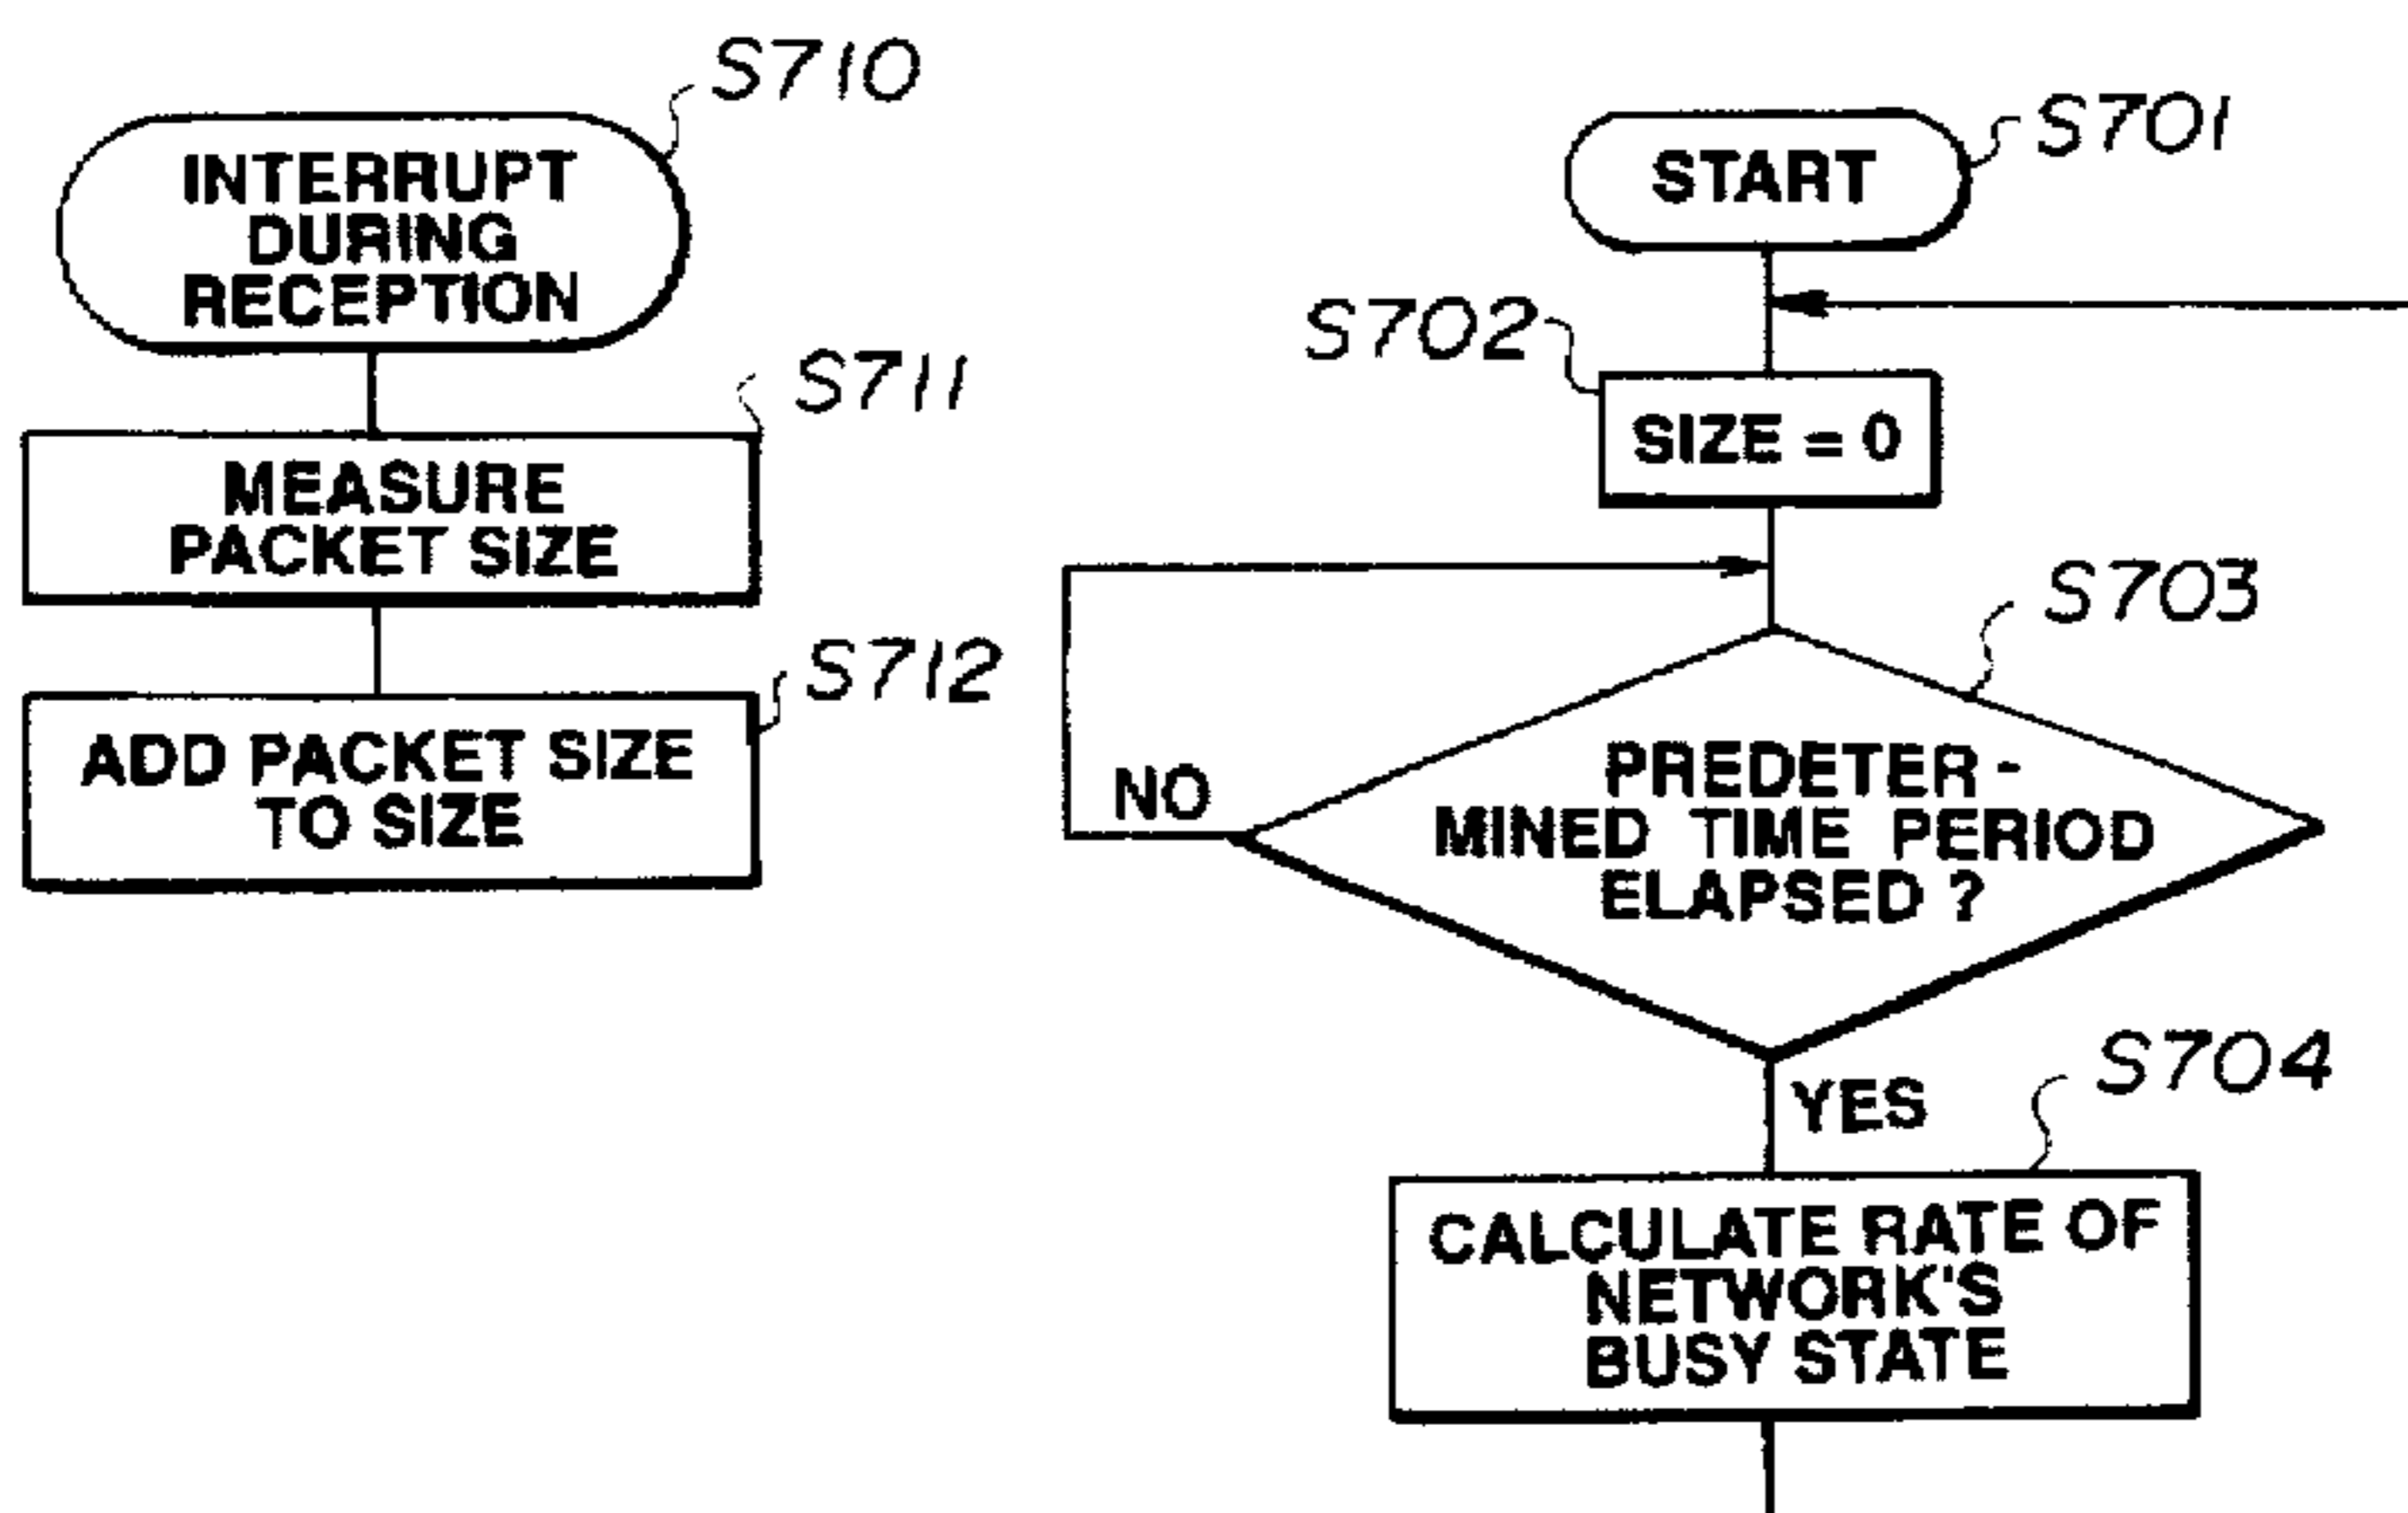 S710
INTERRUPT
DURING
RECEPTION
S711
MEASURE
PACKET SIZE
S712
ADD PACKET SIZE
TO SIZE
S701
START
S702
SIZE = 0
S703
PREDETER -
MINED TIME PERIOD
ELAPSED ?
NO
YES
S704
CALCULATE RATE OF
NETWORK'S
BUSY STATE